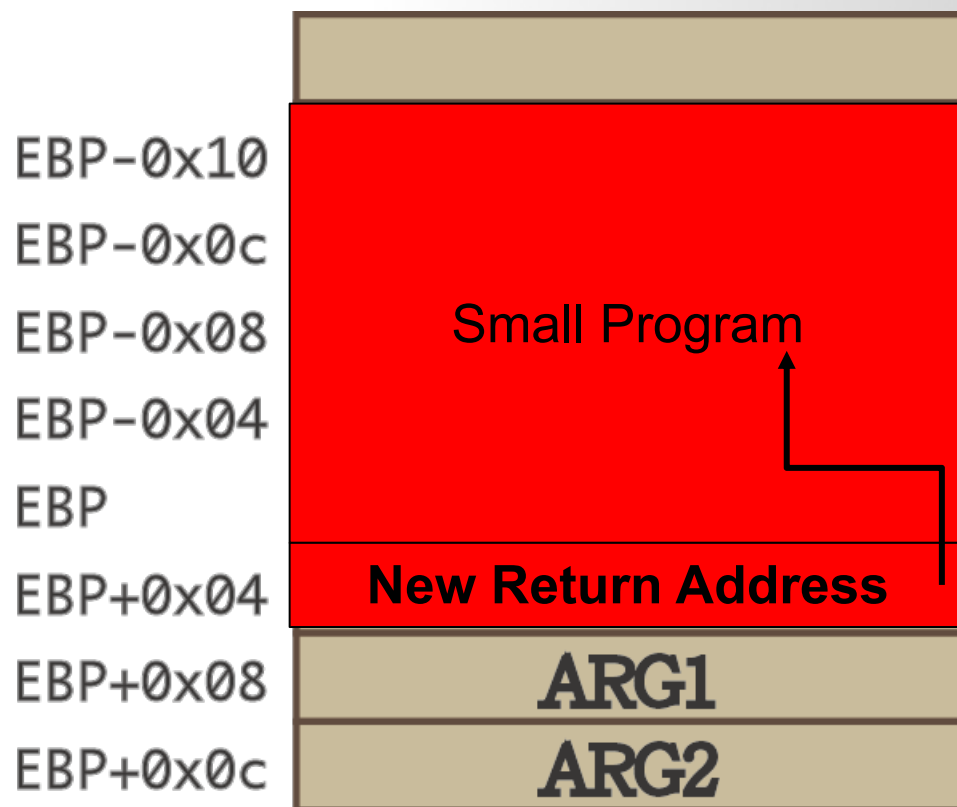 EBP-0x10
EBP-0x0c
EBP-0x08
Small Program
EBP-0x04
EBP
EBP+0x04
New Return Address
EBP+0x08
ARG1
EBP+0x0c
ARG2